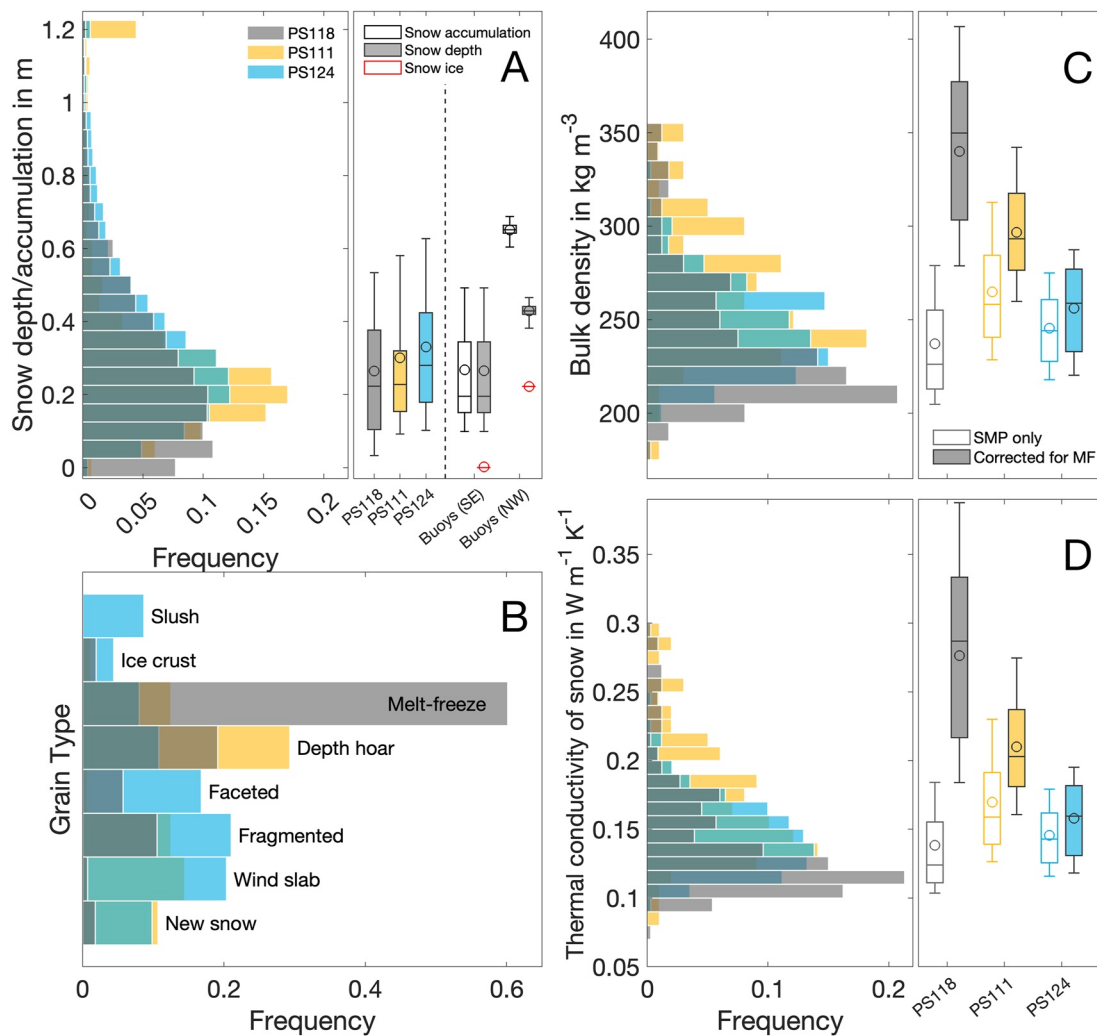 Snow depth/accumulation in m
1.2
1
0.8
0.6
0.4
0.2
0
PS118
PS111
PS124
0
0.05
0.1
0.15
0.2
Frequency
Snow accumulation
Snow depth
Snow ice
A
PS118
PS111
PS124
Buoys (SE)
Buoys (NW)
Grain Type
B
Slush
Ice crust
Melt-freeze
Depth hoar
Faceted
Fragmented
Wind slab
New snow
0
0.2
0.4
0.6
Frequency
Bulk density in kg m-3
400
350
300
250
200
C
SMP only
Corrected for MF
Thermal conductivity of snow in W m-1 K-1
0.35
0.3
0.25
0.2
0.15
0.1
0.05
D
0
0.1
0.2
Frequency
PS118
PS111
PS124